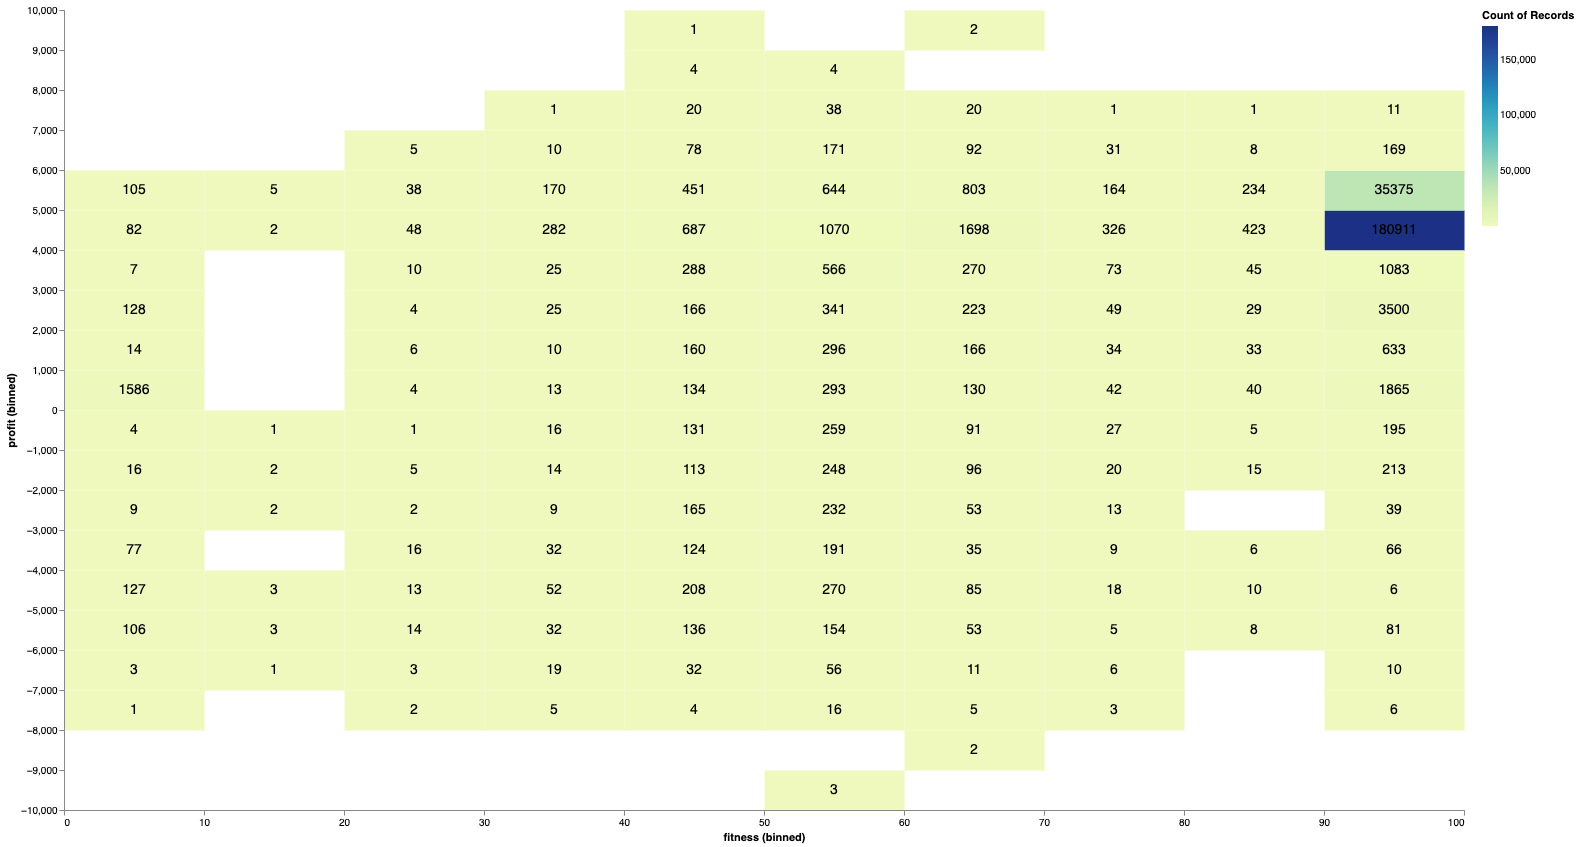 Count of Records
150,000
100,000
50,000
profit (binned)
10,000
1 2
9,000
4 4
8,000
1 20 38 20 1 1 11
7,000
5 10 78 171 92 31 8 169
6,000
105 5 38 170 451 644 803 164 234 35375
5,000
82 2 48 282 687 1070 1698 326 423 180911
4,000
7 10 25 288 566 270 73 45 1083
3,000
128 4 25 166 341 223 49 29 3500
2,000
14 6 10 160 296 166 34 33 633
1,000
1586 4 13 134 293 130 42 40 1865
0
4 1 1 16 131 259 91 27 5 195
−1,000
16 2 5 14 113 248 96 20 15 213
−2,000
9 2 2 9 165 232 53 13 39
−3,000
77 16 32 124 191 35 9 6 66
−4,000
127 3 13 52 208 270 85 18 10 6
−5,000
106 3 14 32 136 154 53 5 8 81
−6,000
3 1 3 19 32 56 11 6 10
−7,000
1 2 5 4 16 5 3 6
−8,000
2
−9,000
3
−10,000
0 10 20 30 40 50 60 70 80 90 100
fitness (binned)